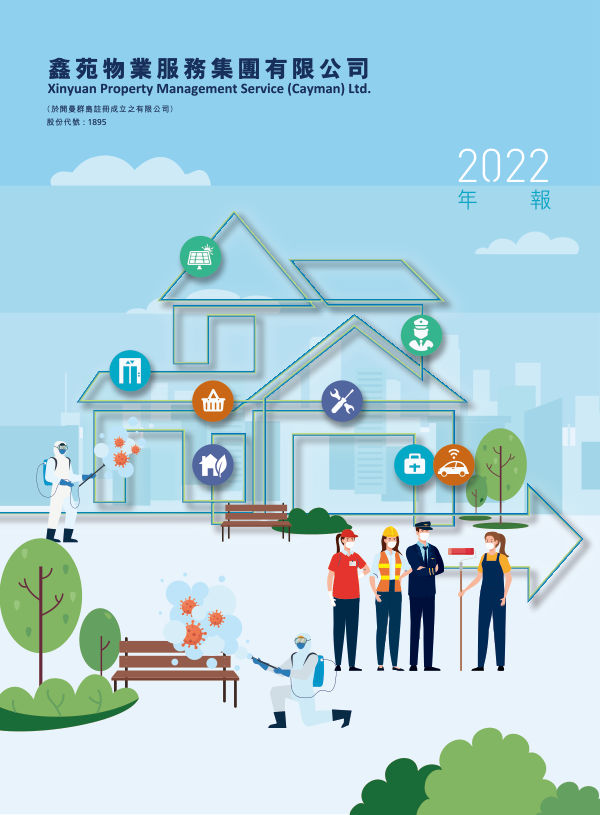 鑫苑物業服務集團有限公司
Xinyuan Property Management Service (Cayman) Ltd.
（於開曼群島註冊成立之有限公司）
股份代號：1895
2022
年 報